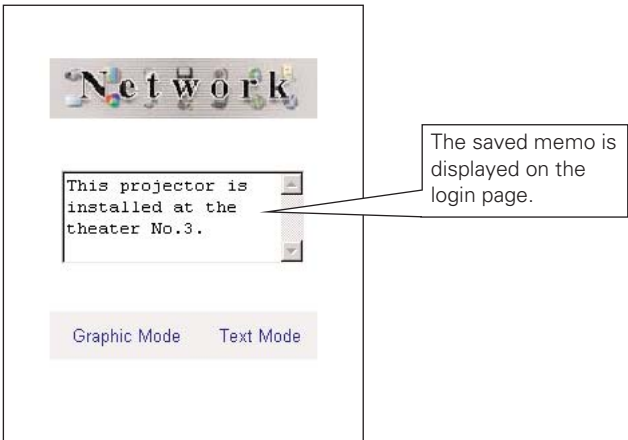 Network
This projector is
installed at the
theater No.3.
The saved memo is
displayed on the
login page.
Graphic Mode Text Mode